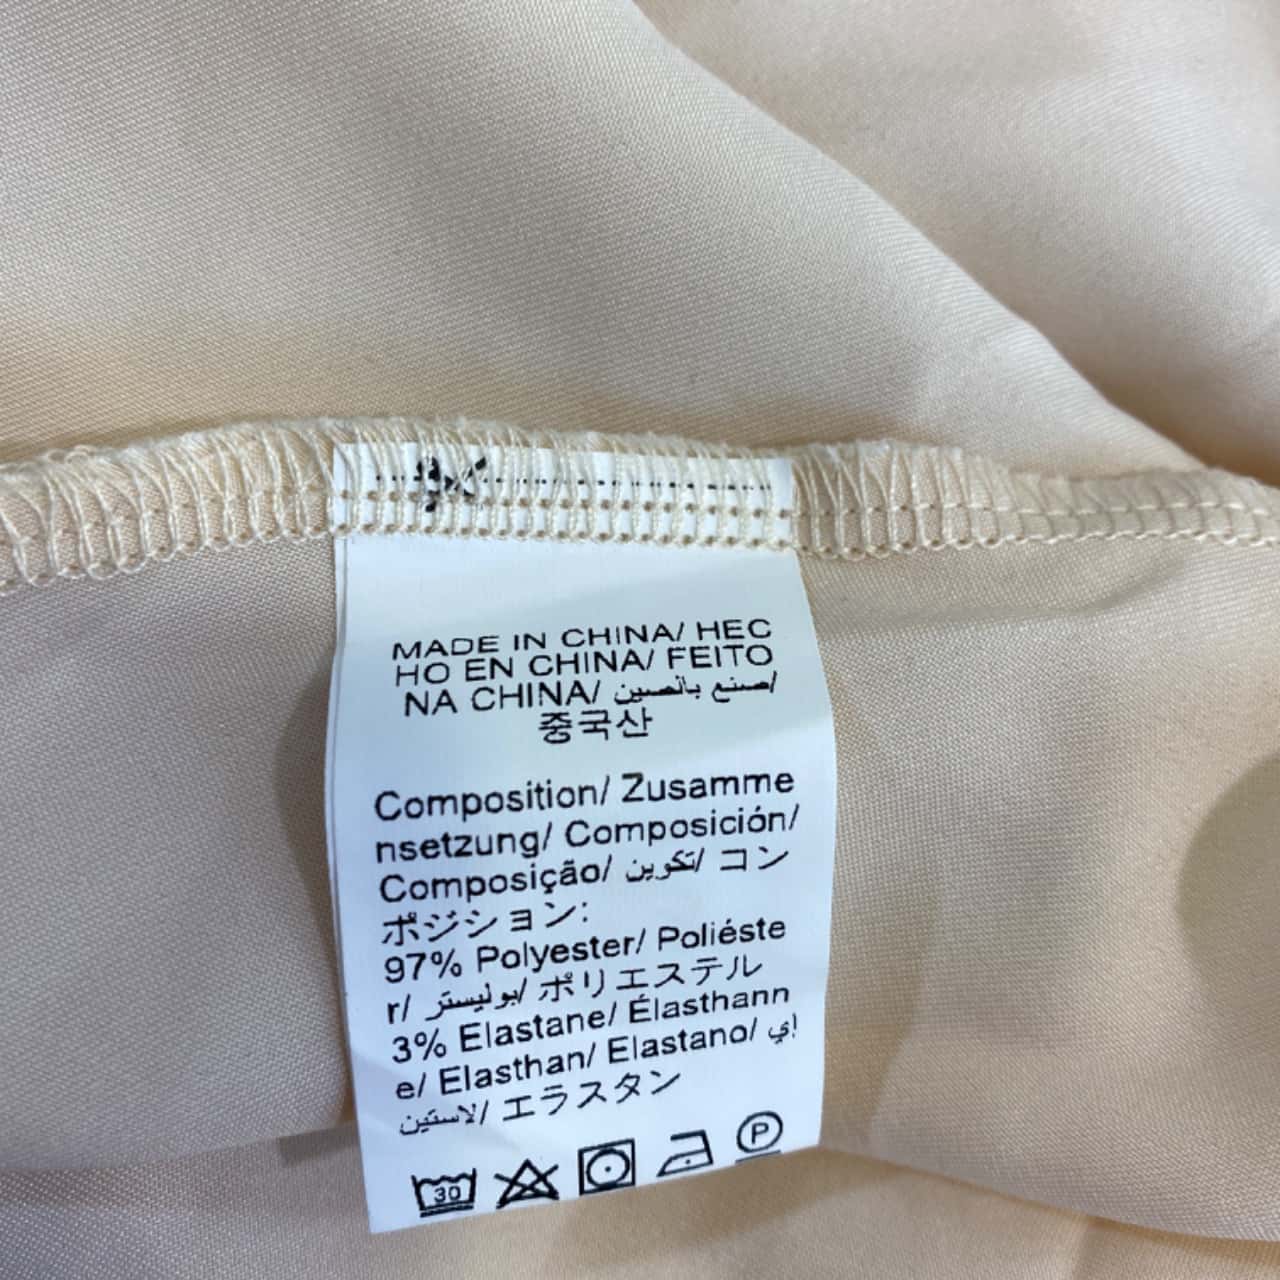 MADE IN CHINA/ HEC
HO EN CHINA/ FEITO
NA CHINA/ صنع بالصين/
중국산
Composition/ Zusamme
nsetzung/ Composición/
Composição/ تكوين/ コン
ポジション:
97% Polyester/ Poliéste
r/ بوليستر/ ポリエステル
3% Elastane/ Élasthann
e/ Elasthan/ Elastano/ إي
لاستين/ エラスタン
30
P